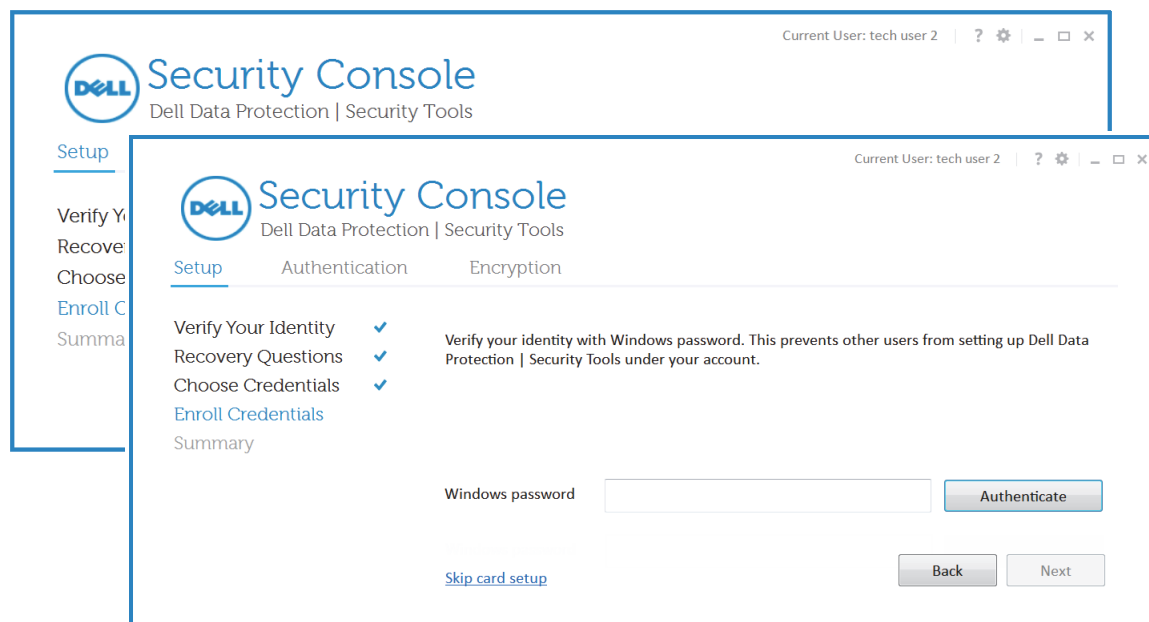 Current User: tech user 2 ?
DELL
Security Console
Dell Data Protection | Security Tools
Setup
Verify
Choose
Enroll
Current User: tech user 2 ?
DELL
Security Console
Dell Data Protection | Security Tools
Setup Authentication Encryption
Verify Your Identity
Recovery Questions
Choose Credentials
Enroll Credentials
Summary
Verify your identity with Windows password. This prevents other users from setting up Dell Data
Protection | Security Tools under your account.
Windows password
Authenticate
Skip card setup
Back
Next